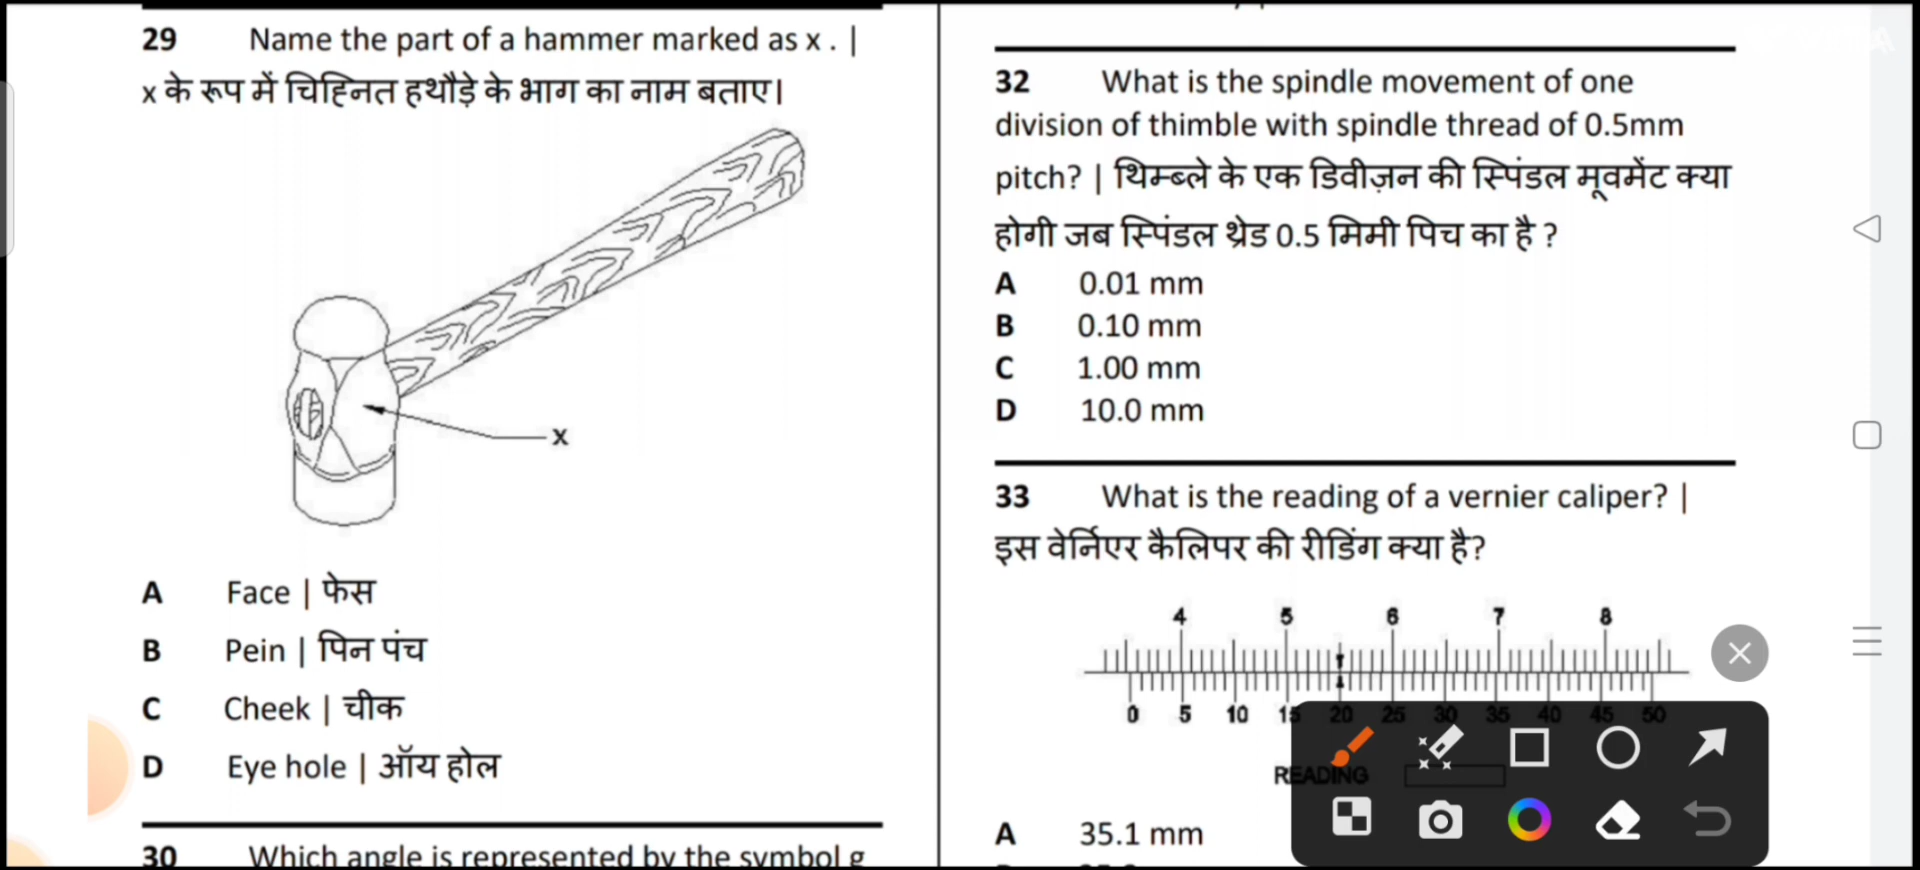 29 Name the part of a hammer marked as x . |
x के रूप में चिह्नित हथौड़े के भाग का नाम बताए।
x
A Face | फेस
B Pein | पिन पंच
C Cheek | चीक
D Eye hole | ऑय होल
30 Which angle is represented by the symbol g
32 What is the spindle movement of one
division of thimble with spindle thread of 0.5mm
pitch? | थिम्ब्ले के एक डिवीज़न की स्पिंडल मूवमेंट क्या
होगी जब स्पिंडल थ्रेड 0.5 मिमी पिच का है ?
A 0.01 mm
B 0.10 mm
C 1.00 mm
D 10.0 mm
33 What is the reading of a vernier caliper? |
इस वेर्निएर कैलिपर की रीडिंग क्या है?
4 5 6 7 8
0 5 10 15 20 25 30 35 40 45 50
READING
A 35.1 mm